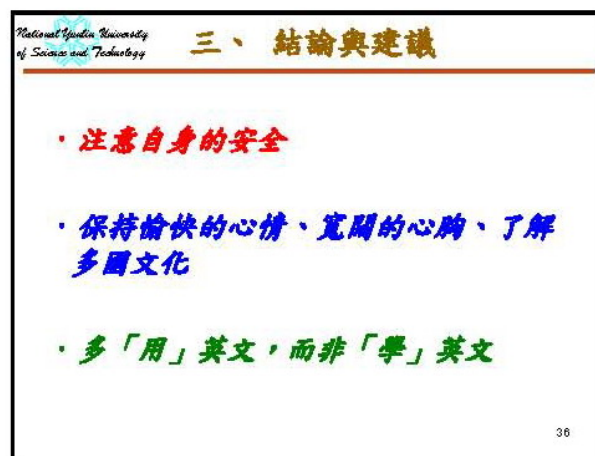 National Yunlin University
of Science and Technology
三、 結論與建議
·注意自身的安全
·保持愉快的心情、寬闊的心胸、了解
多國文化
·多「用」英文，而非「學」英文
36